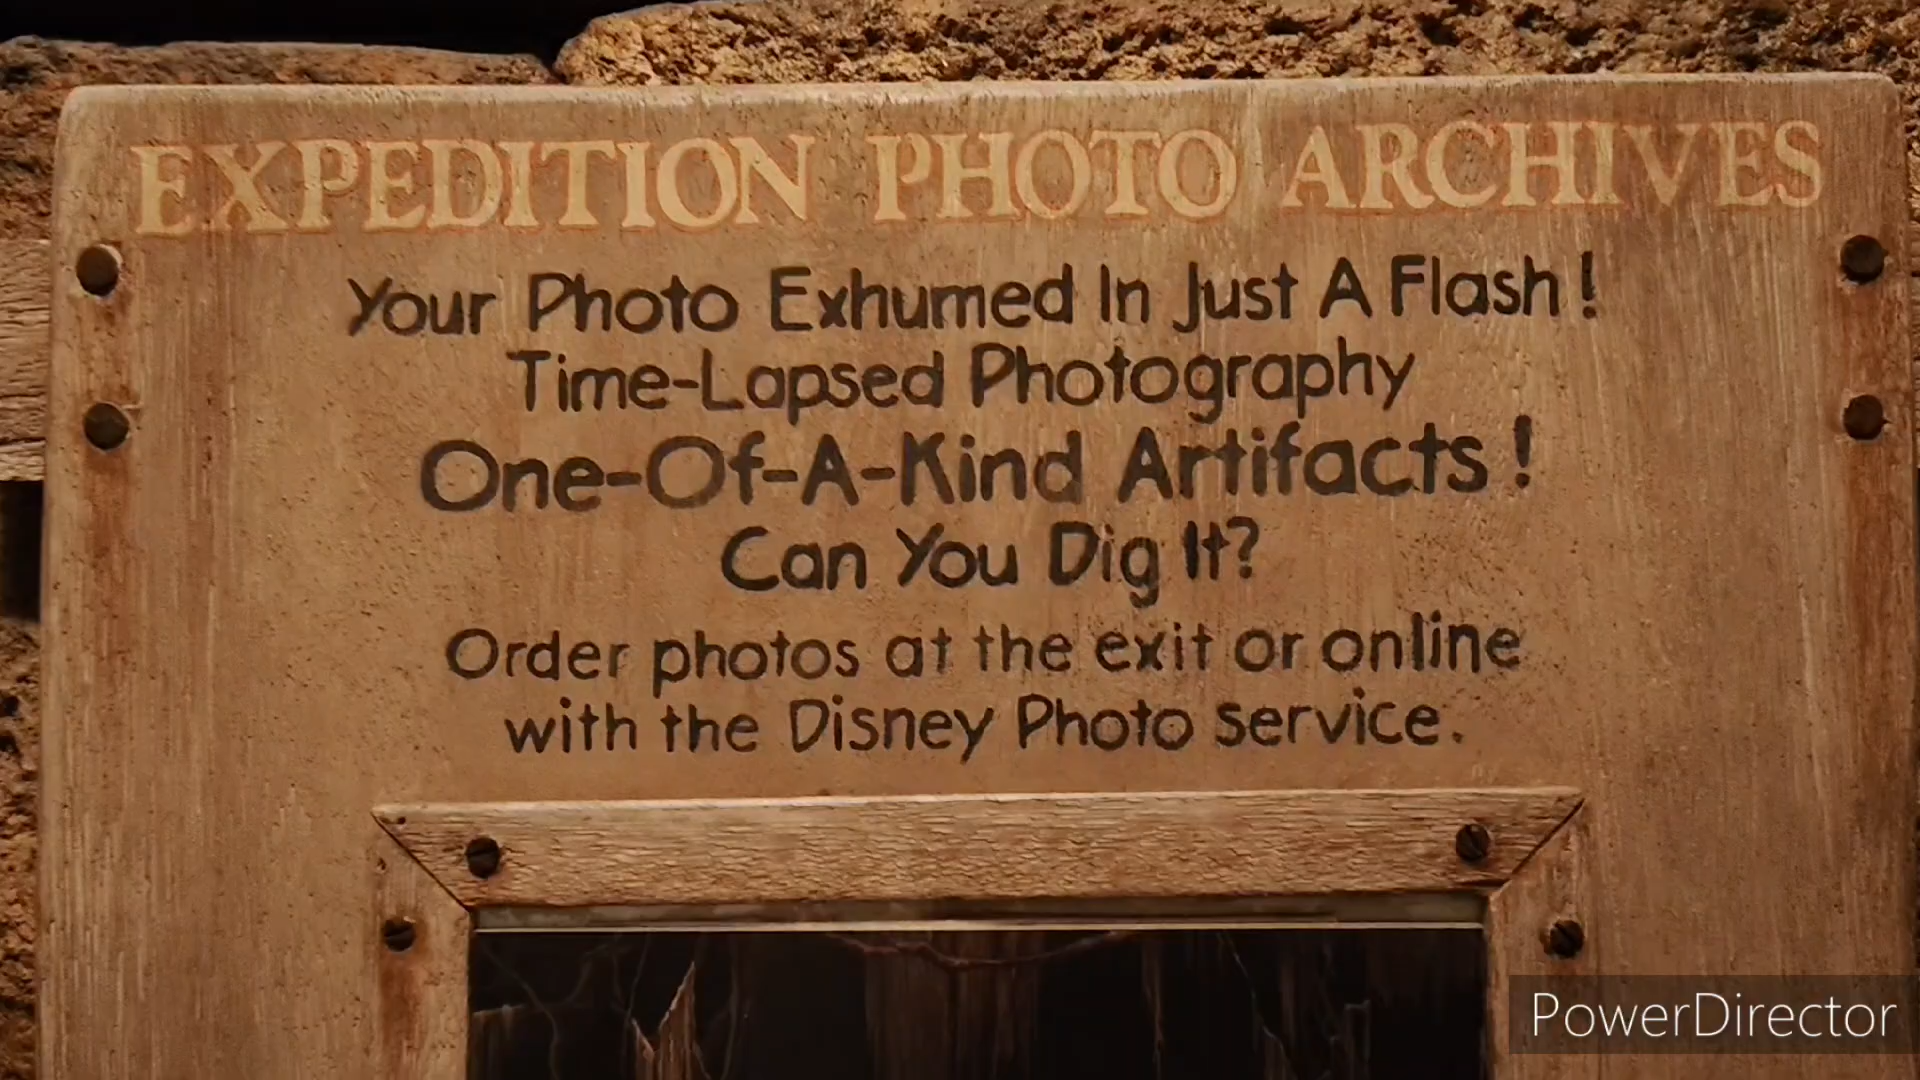 EXPEDITION PHOTO ARCHIVES
Your Photo Exhumed In Just A Flash!
Time-Lapsed Photography
One-Of-A-Kind Artifacts!
Can You Dig It?
Order photos at the exit or online
with the Disney Photo service.
PowerDirector